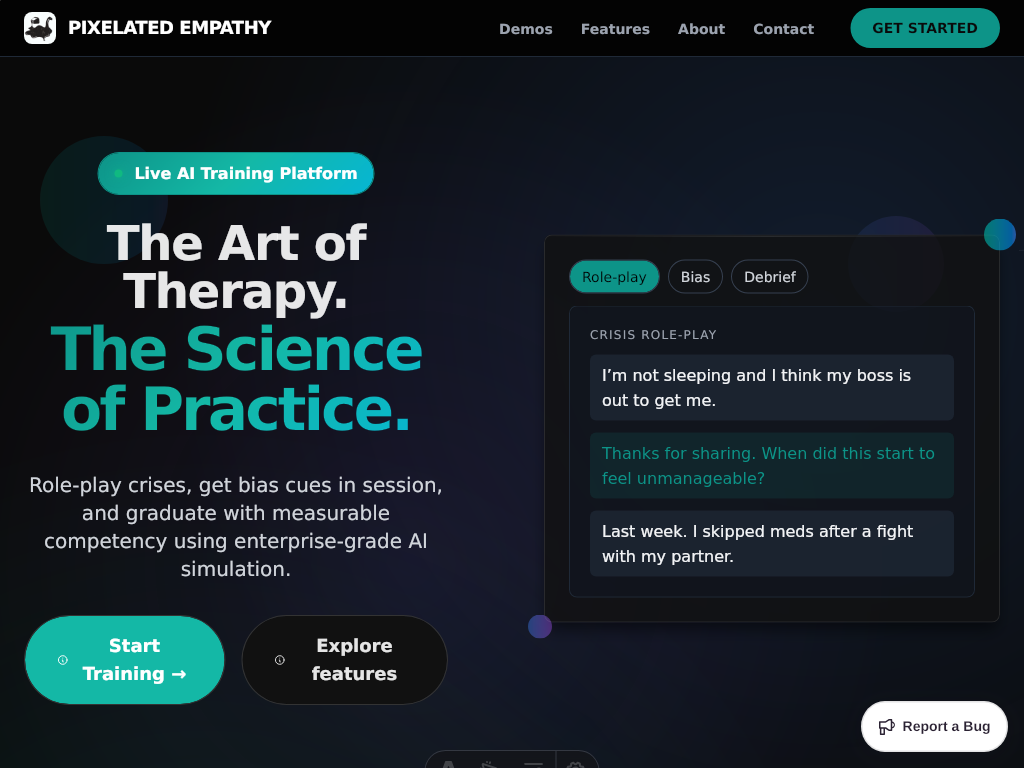 PIXELATED EMPATHY
Demos
Features
About
Contact
GET STARTED
Live AI Training Platform
The Art of
Therapy.
The Science
of Practice.
Role-play crises, get bias cues in session,
and graduate with measurable
competency using enterprise-grade AI
simulation.
Start
Training →
Explore
features
Role-play
Bias
Debrief
CRISIS ROLE-PLAY
I’m not sleeping and I think my boss is
out to get me.
Thanks for sharing. When did this start to
feel unmanageable?
Last week. I skipped meds after a fight
with my partner.
Report a Bug